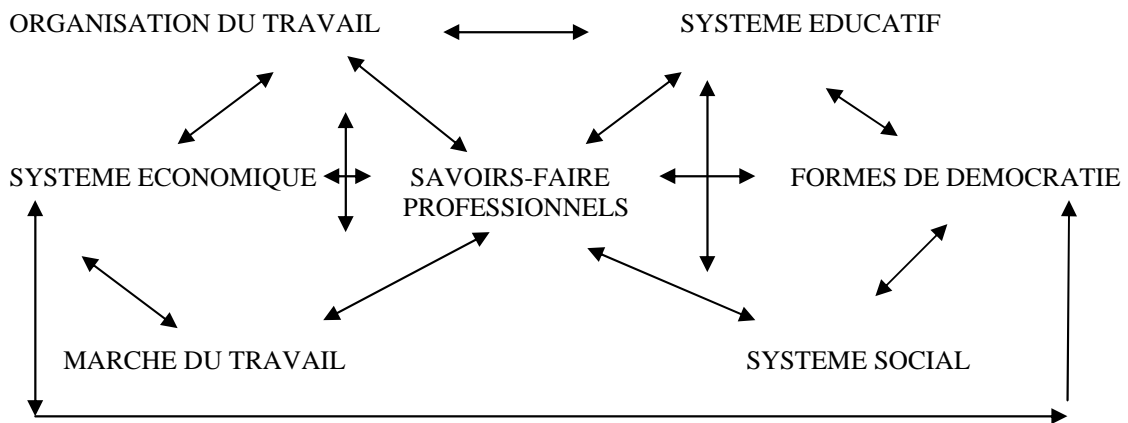 ORGANISATION DU TRAVAIL
SYSTEME EDUCATIF
SYSTEME ECONOMIQUE
SAVOIRS-FAIRE
PROFESSIONNELS
FORMES DE DEMOCRATIE
MARCHE DU TRAVAIL
SYSTEME SOCIAL